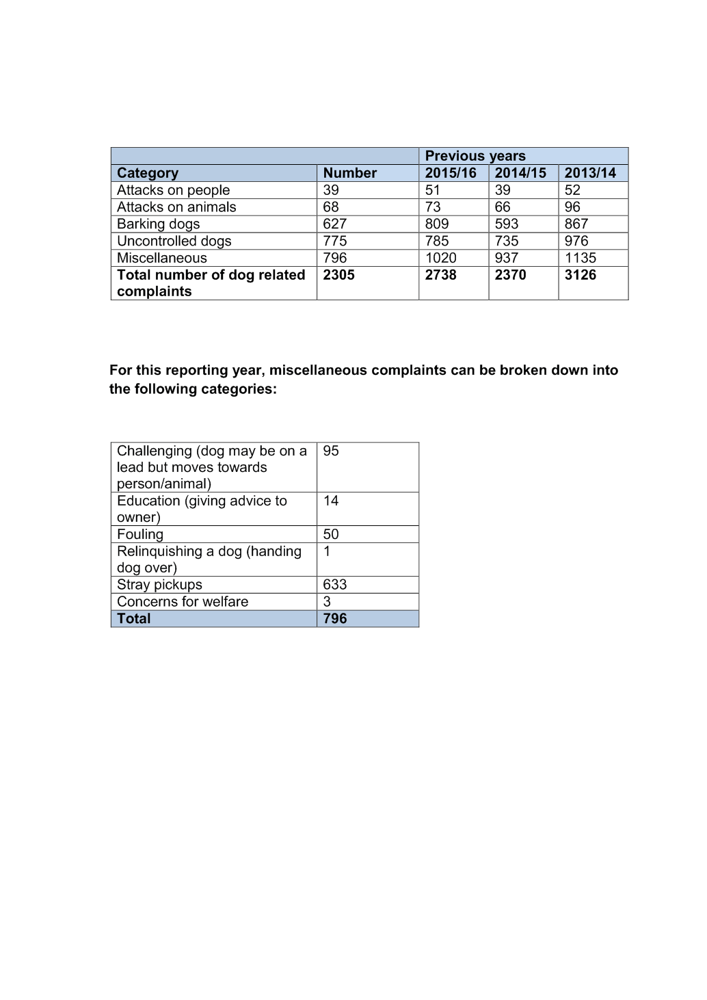 Previous years
Category Number 2015/16 2014/15 2013/14
Attacks on people 39 51 39 52
Attacks on animals 68 73 66 96
Barking dogs 627 809 593 867
Uncontrolled dogs 775 785 735 976
Miscellaneous 796 1020 937 1135
Total number of dog related 2305 2738 2370 3126
complaints
For this reporting year, miscellaneous complaints can be broken down into
the following categories:
Challenging (dog may be on a 95
lead but moves towards
person/animal)
Education (giving advice to 14
owner)
Fouling 50
Relinquishing a dog (handing 1
dog over)
Stray pickups 633
Concerns for welfare 3
Total 796